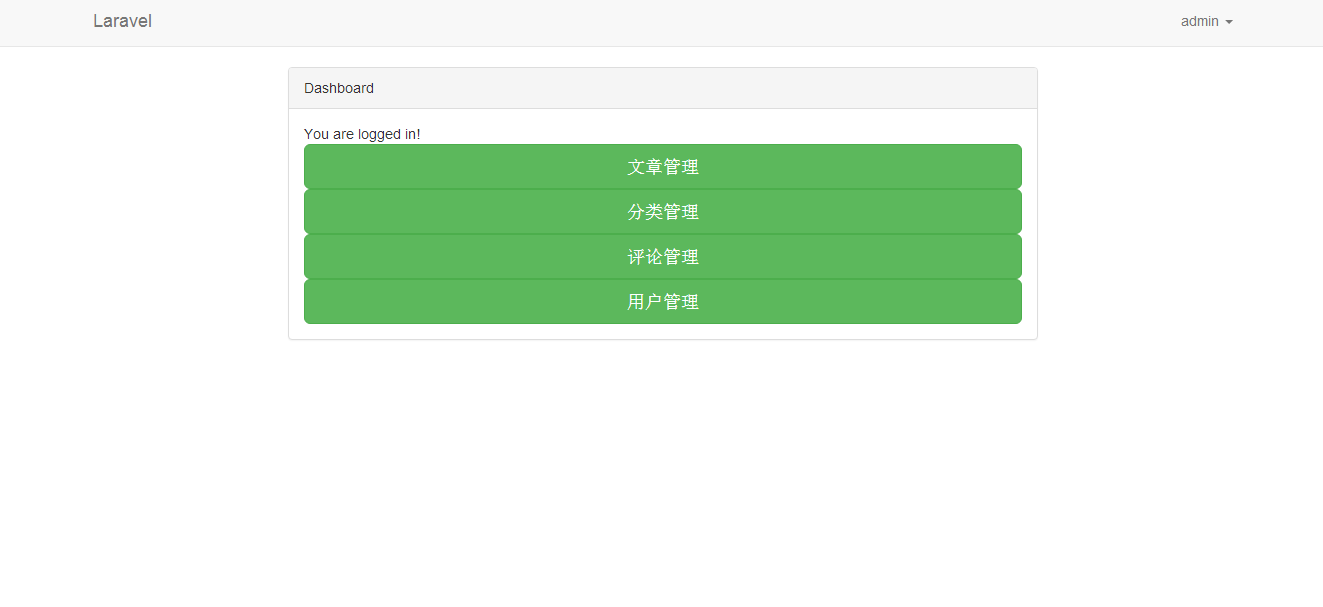 Laravel
admin
Dashboard
You are logged in!
文章管理
分类管理
评论管理
用户管理